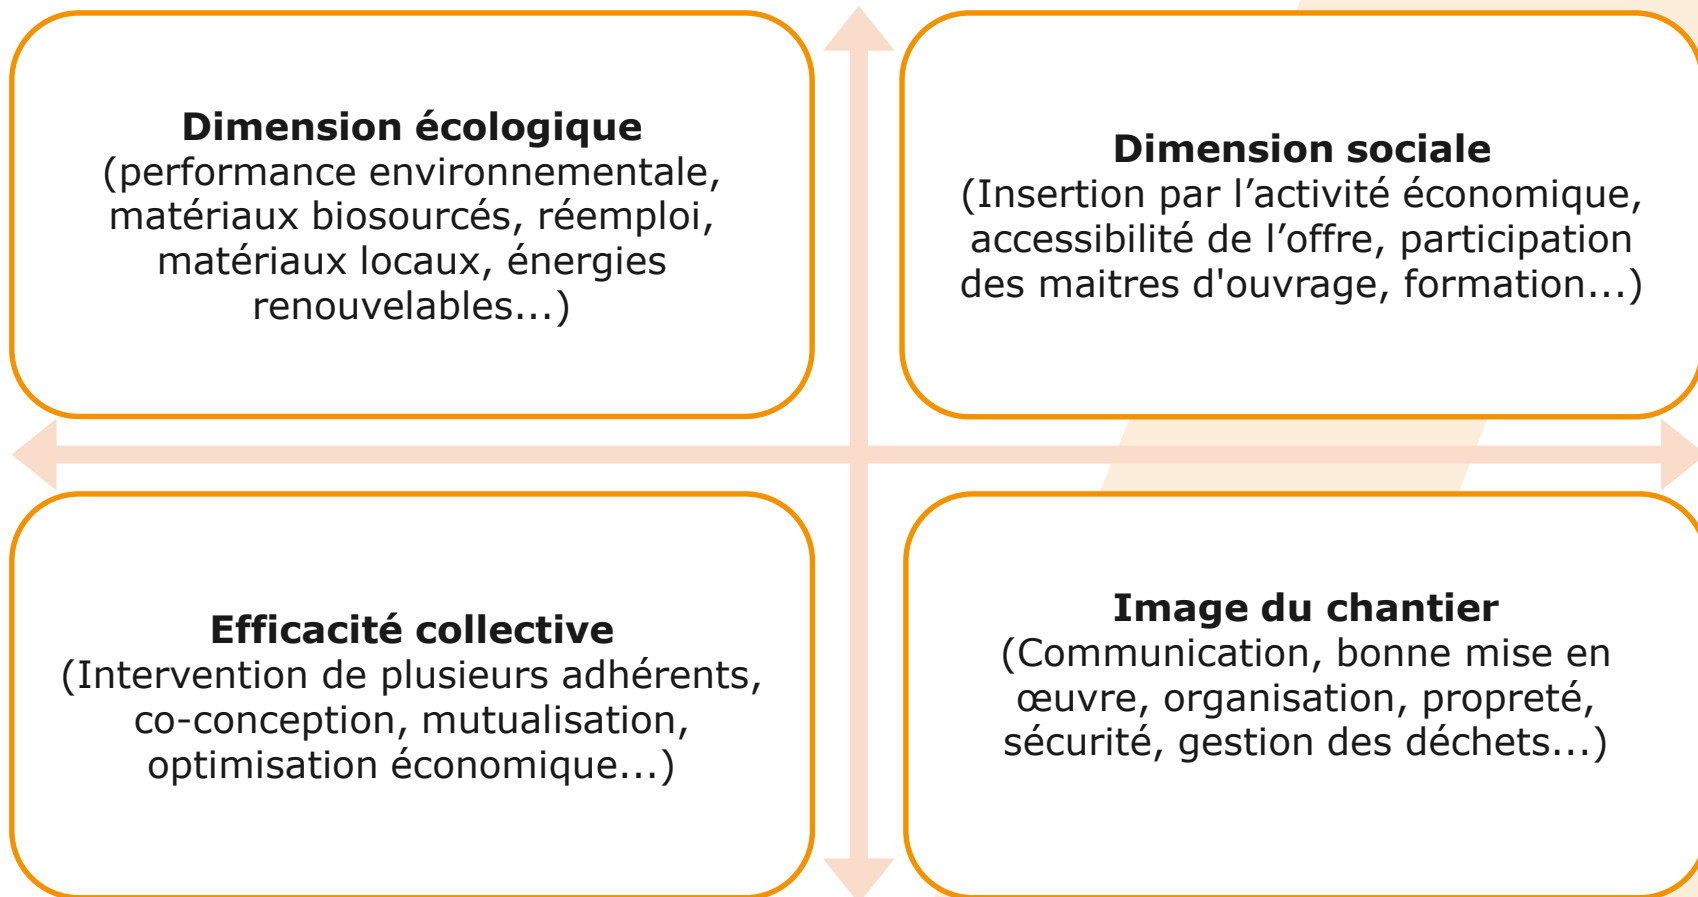 Dimension écologique
(performance environnementale,
matériaux biosourcés, réemploi,
matériaux locaux, énergies
renouvelables...)
Dimension sociale
(Insertion par l’activité économique,
accessibilité de l’offre, participation
des maitres d'ouvrage, formation...)
Efficacité collective
(Intervention de plusieurs adhérents,
co-conception, mutualisation,
optimisation économique...)
Image du chantier
(Communication, bonne mise en
œuvre, organisation, propreté,
sécurité, gestion des déchets...)